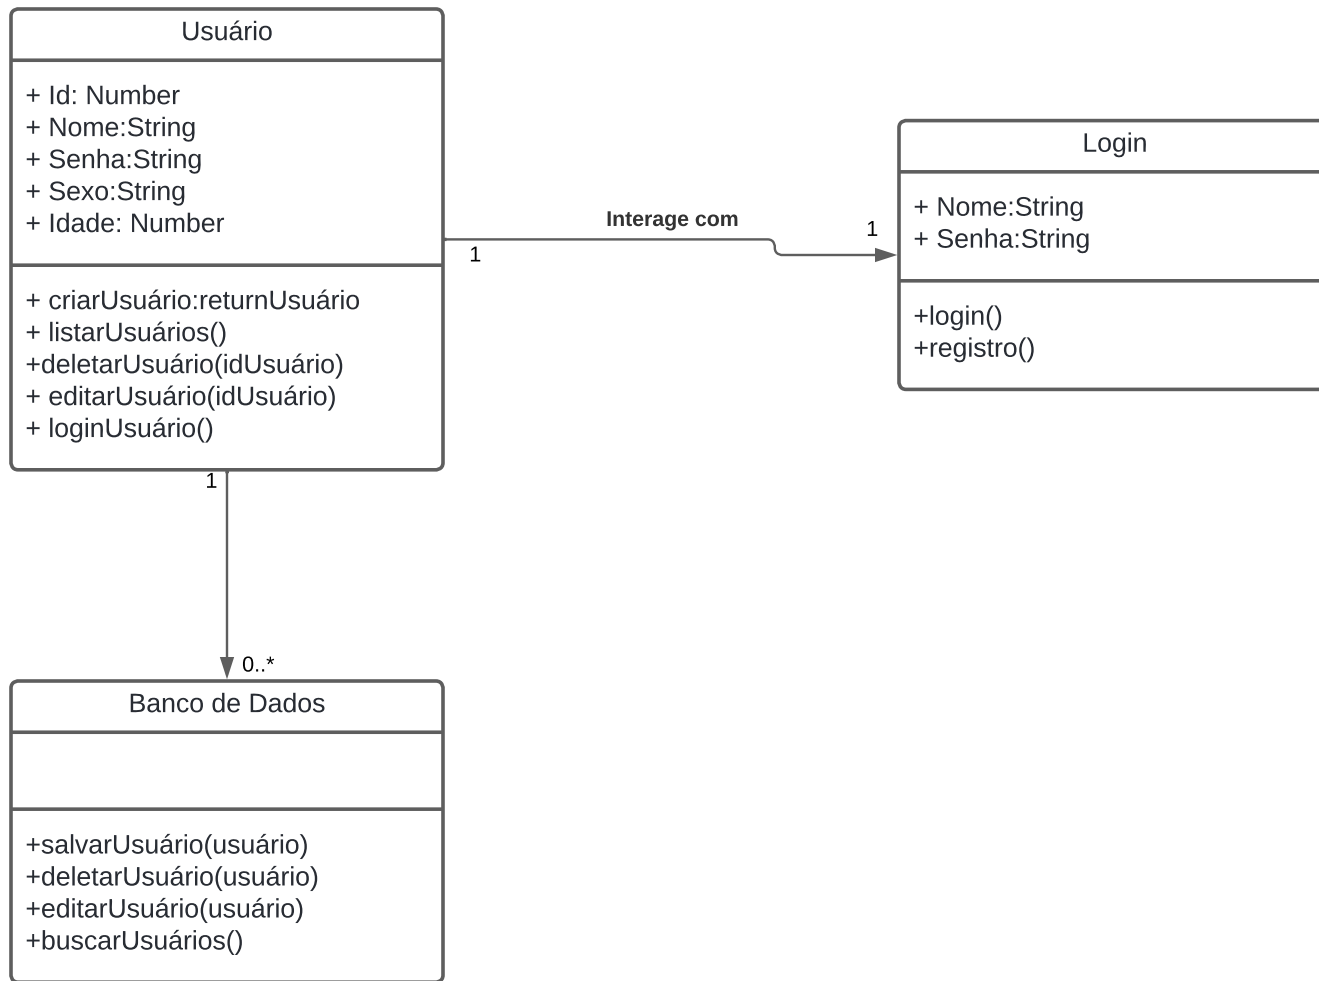 Usuário
+ Id: Number
+ Nome:String
+ Senha:String
+ Sexo:String
+ Idade: Number
+ criarUsuário:returnUsuário
+ listarUsuários()
+deletarUsuário(idUsuário)
+ editarUsuário(idUsuário)
+ loginUsuário()
Interage com
1
1
Login
+ Nome:String
+ Senha:String
+login()
+registro()
1
0..*
Banco de Dados
+salvarUsuário(usuário)
+deletarUsuário(usuário)
+editarUsuário(usuário)
+buscarUsuários()